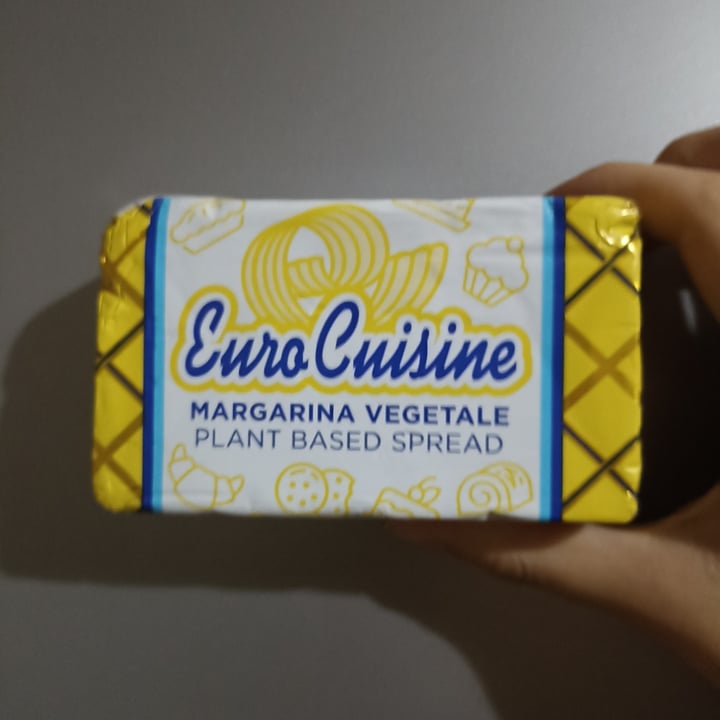 Euro Cuisine
MARGARINA VEGETALE
PLANT BASED SPREAD